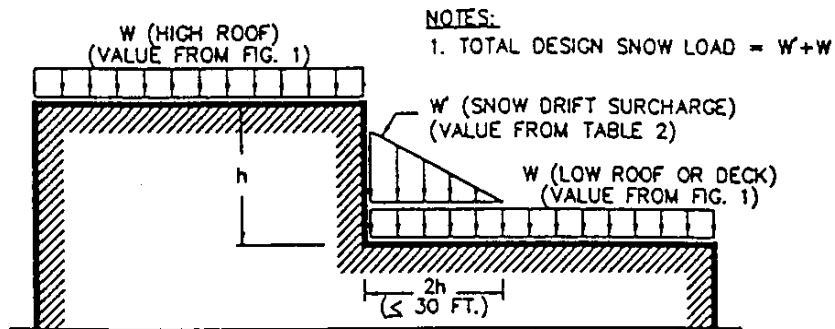 NOTES:
1. TOTAL DESIGN SNOW LOAD = W'+W
W (HIGH ROOF)
(VALUE FROM FIG. 1)
W' (SNOW DRIFT SURCHARGE)
(VALUE FROM TABLE 2)
W (LOW ROOF OR DECK)
(VALUE FROM FIG. 1)
h
2h
(≤ 30 FT.)